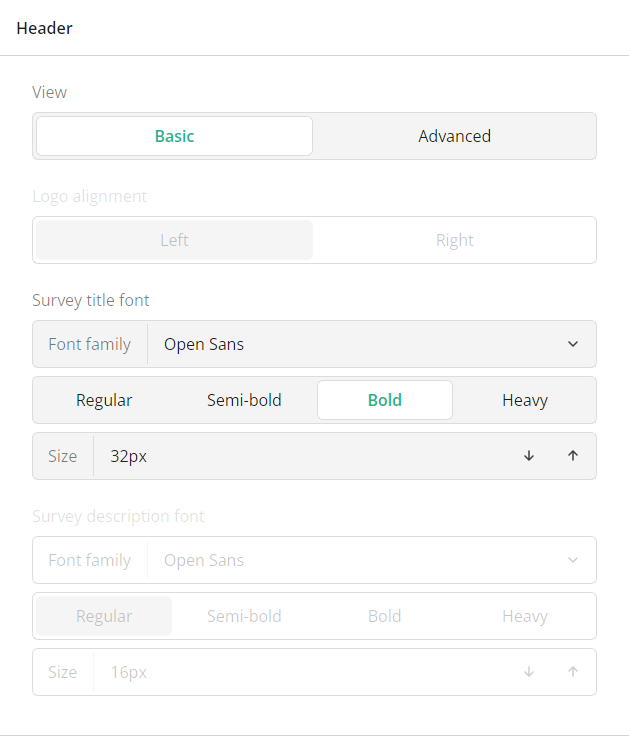 Header
View
Basic Advanced
Logo alignment
Left Right
Survey title font
Font family Open Sans
Regular Semi-bold Bold Heavy
Size 32px
Survey description font
Font family Open Sans
Regular Semi-bold Bold Heavy
Size 16px